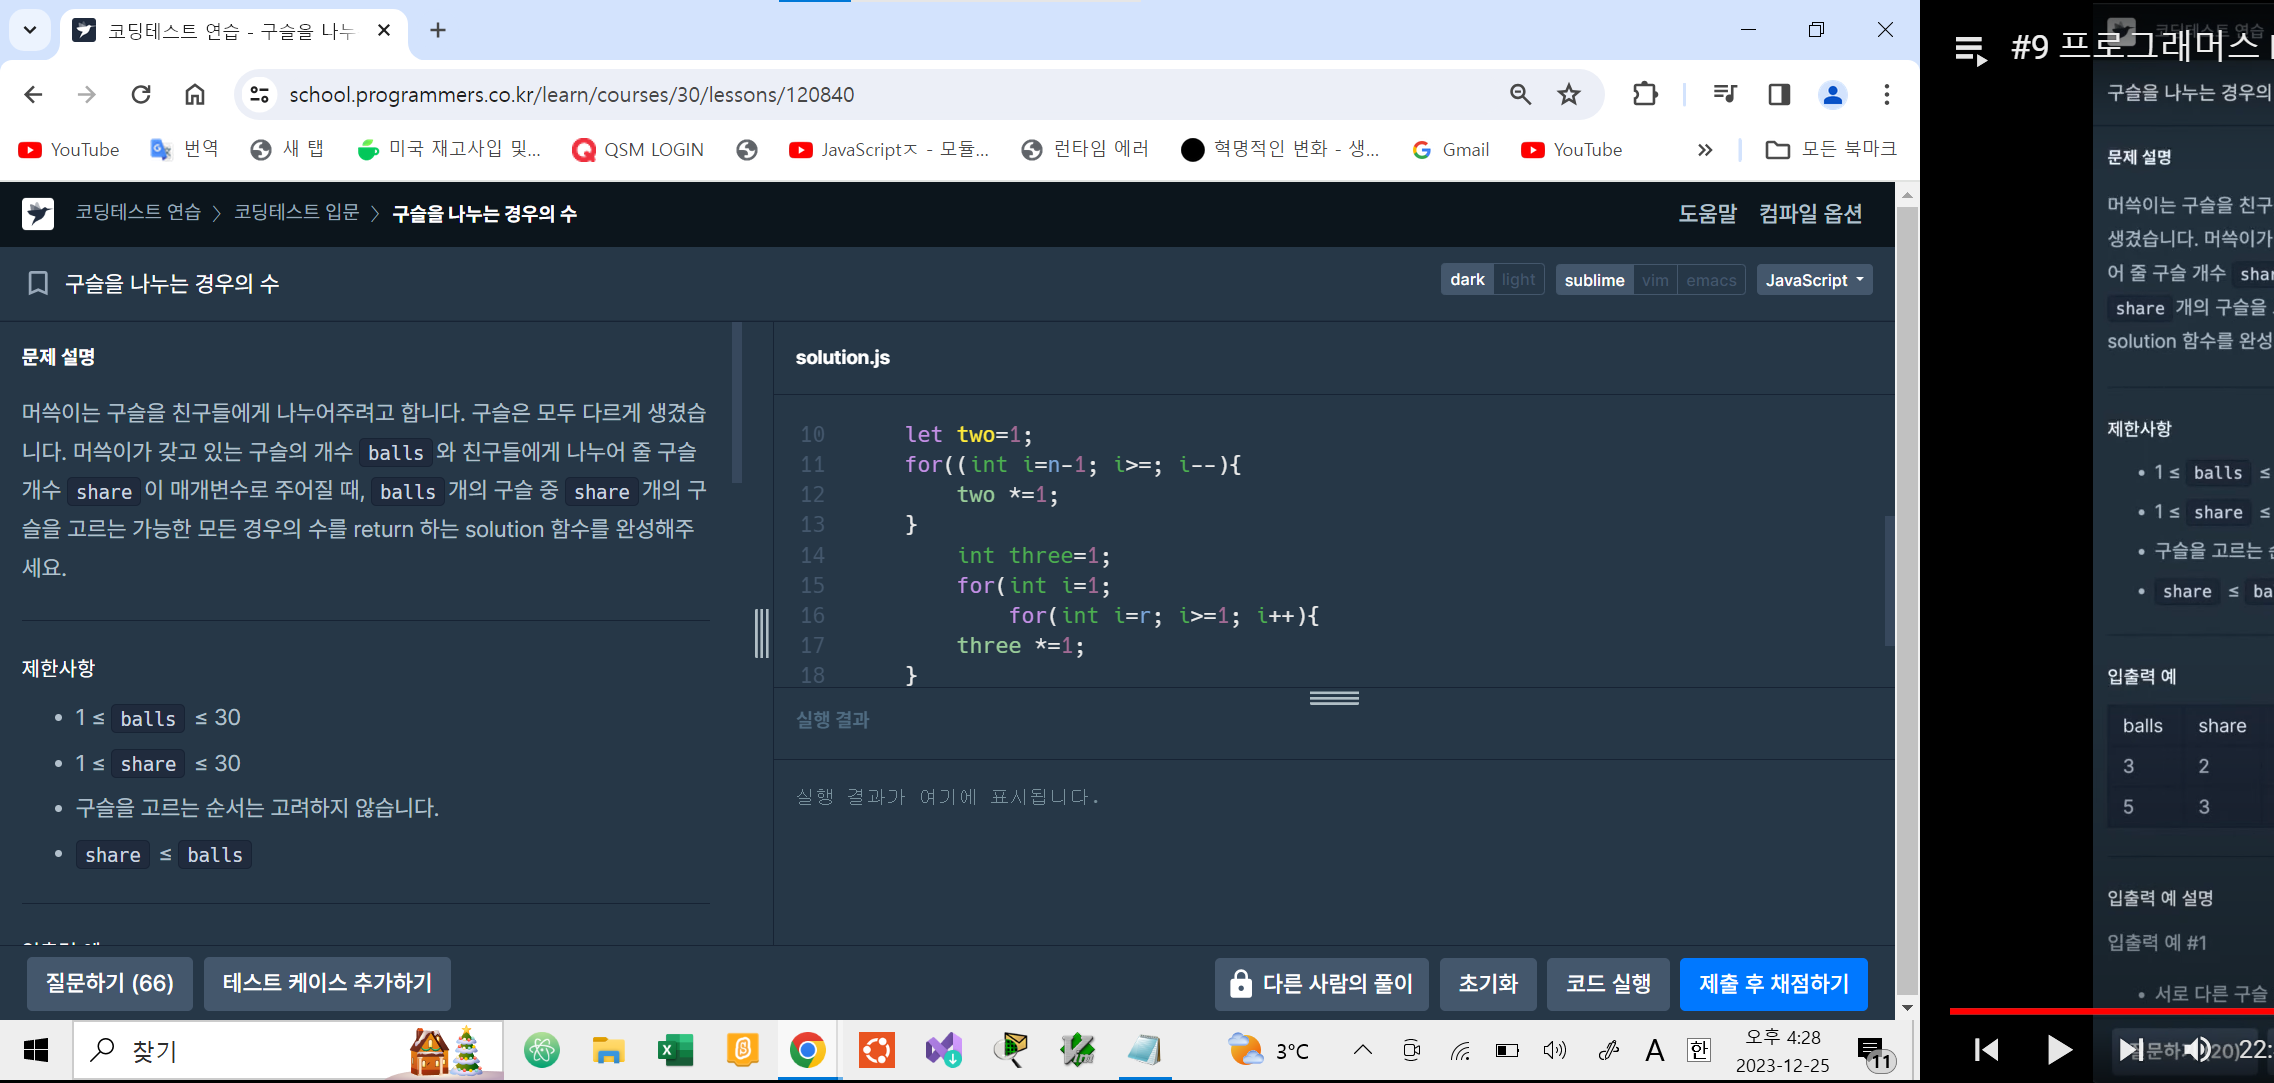 코딩테스트 연습 - 구슬을 나누
school.programmers.co.kr/learn/courses/30/lessons/120840
YouTube
번역
새 탭
미국 재고사입 및...
QSM LOGIN
JavaScriptㅈ - 모듈...
런타임 에러
혁명적인 변화 - 생...
Gmail
YouTube
»
모든 북마크
코딩테스트 연습 > 코딩테스트 입문 > 구슬을 나누는 경우의 수
도움말 컴파일 옵션
구슬을 나누는 경우의 수
dark light
sublime vim emacs
JavaScript
문제 설명
머쓱이는 구슬을 친구들에게 나누어주려고 합니다. 구슬은 모두 다르게 생겼습
니다. 머쓱이가 갖고 있는 구슬의 개수 balls 와 친구들에게 나누어 줄 구슬
개수 share 이 매개변수로 주어질 때, balls 개의 구슬 중 share 개의 구
슬을 고르는 가능한 모든 경우의 수를 return 하는 solution 함수를 완성해주
세요.
제한사항
• 1 ≤ balls ≤ 30
• 1 ≤ share ≤ 30
• 구슬을 고르는 순서는 고려하지 않습니다.
• share ≤ balls
solution.js
10 let two=1;
11 for((int i=n-1; i>=; i--){
12 two *=1;
13 }
14 int three=1;
15 for(int i=1;
16 for(int i=r; i>=1; i++){
17 three *=1;
18 }
실행 결과
실행 결과가 여기에 표시됩니다.
질문하기 (66)
테스트 케이스 추가하기
다른 사람의 풀이
초기화
코드 실행
제출 후 채점하기
찾기
3°C
A
한
오후 4:28
2023-12-25
11
#9 프로그래머스
코딩테스트 연습
구슬을 나누는 경우의
문제 설명
머쓱이는 구슬을 친구
생겼습니다. 머쓱이가
어 줄 구슬 개수 shar
share 개의 구슬을
solution 함수를 완성
제한사항
• 1 ≤ balls ≤
• 1 ≤ share ≤
• 구슬을 고르는
• share ≤ ba
입출력 예
balls share
3 2
5 3
입출력 예 설명
입출력 예 #1
• 서로 다른 구슬
질문하기 (20)
22: